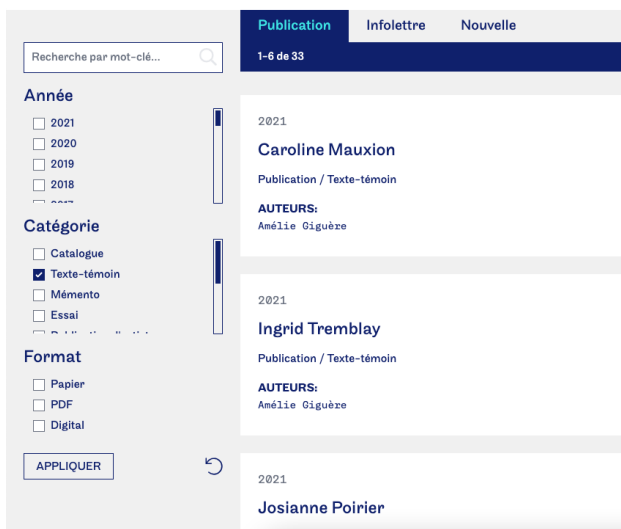 Publication Infolettre Nouvelle
1-6 de 33
Recherche par mot-clé...
Année
2021
2020
2019
2018
2017
Catégorie
Catalogue
Texte-témoin
Mémento
Essai
Format
Papier
PDF
Digital
APPLIQUER
2021
Caroline Mauxion
Publication / Texte-témoin
AUTEURS:
Amélie Giguère
2021
Ingrid Tremblay
Publication / Texte-témoin
AUTEURS:
Amélie Giguère
2021
Josianne Poirier